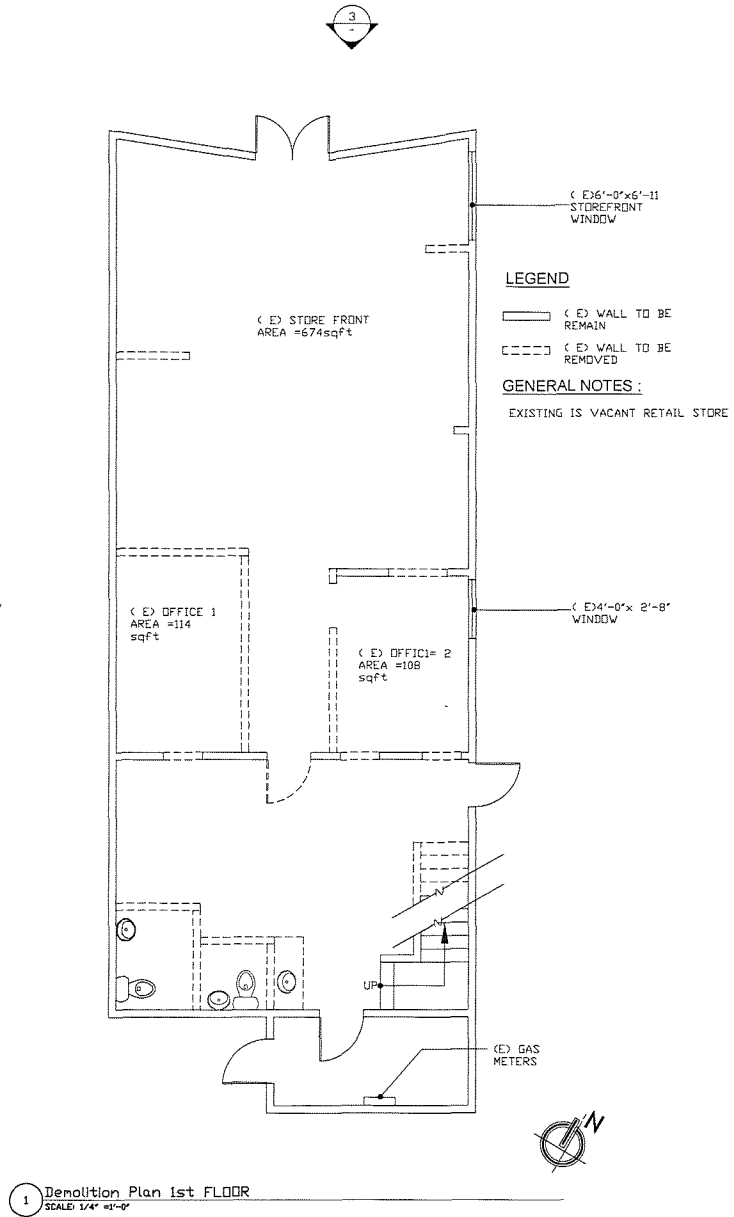 3
-
( E)6'-0"x6'-11
STOREFRONT
WINDOW
LEGEND
( E) STORE FRONT
AREA =674sqft
( E) WALL TO BE
REMAIN
( E) WALL TO BE
REMOVED
GENERAL NOTES :
EXISTING IS VACANT RETAIL STORE
( E) OFFICE 1
AREA =114
sqft
( E)4'-0"x 2'-8"
WINDOW
( E) OFFIC1= 2
AREA =108
sqft
UP
(E) GAS
METERS
N
1
Demolition Plan 1st FLOOR
SCALE: 1/4" =1'-0"